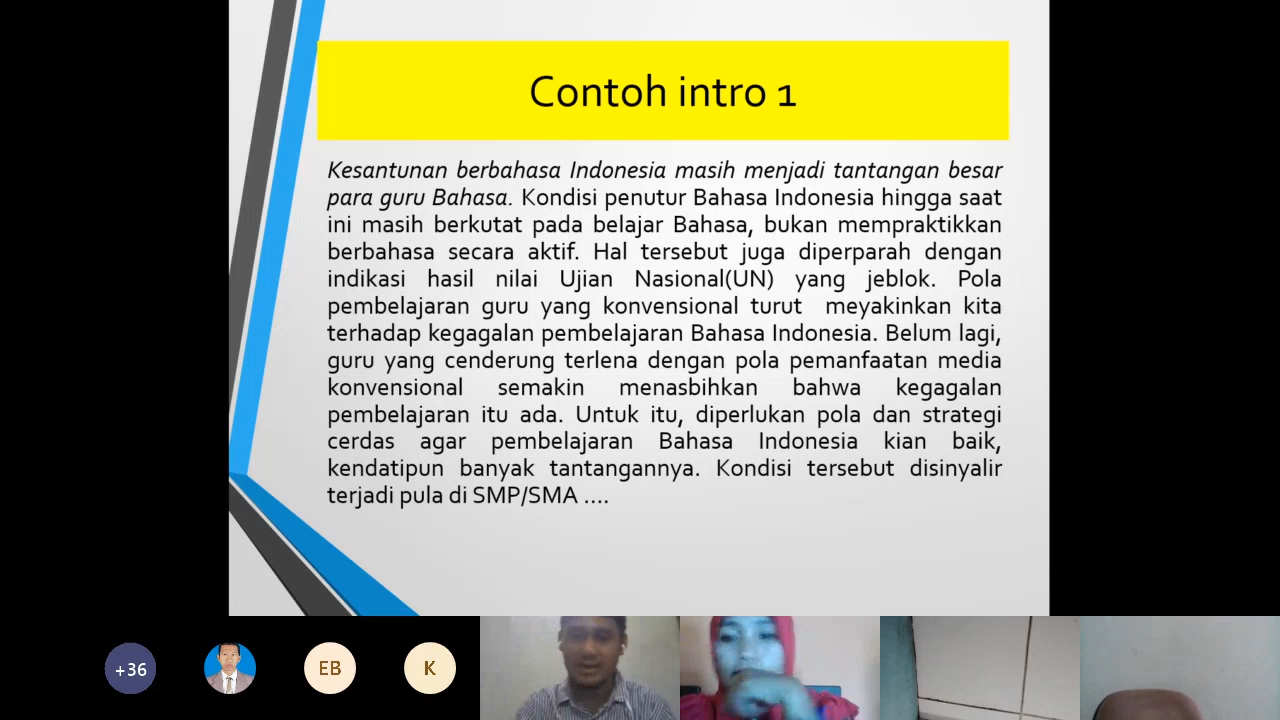 Contoh intro 1
Kesantunan berbahasa Indonesia masih menjadi tantangan besar
para guru Bahasa. Kondisi penutur Bahasa Indonesia hingga saat
ini masih berkutat pada belajar Bahasa, bukan mempraktikkan
berbahasa secara aktif. Hal tersebut juga diperparah dengan
indikasi hasil nilai Ujian Nasional(UN) yang jeblok. Pola
pembelajaran guru yang konvensional turut meyakinkan kita
terhadap kegagalan pembelajaran Bahasa Indonesia. Belum lagi,
guru yang cenderung terlena dengan pola pemanfaatan media
konvensional semakin menasbihkan bahwa kegagalan
pembelajaran itu ada. Untuk itu, diperlukan pola dan strategi
cerdas agar pembelajaran Bahasa Indonesia kian baik,
kendatipun banyak tantangannya. Kondisi tersebut disinyalir
terjadi pula di SMP/SMA ....
+36
EB
K